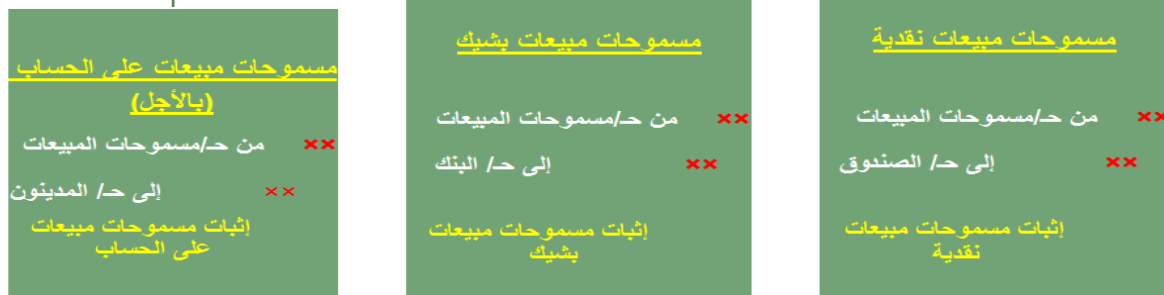 مسموحات مبيعات نقدية
×× من حـ/مسموحات المبيعات
×× إلى حـ/ الصندوق
إثبات مسموحات مبيعات
نقدية
مسموحات مبيعات بشيك
×× من حـ/مسموحات المبيعات
×× إلى حـ/ البنك
إثبات مسموحات مبيعات
بشيك
مسموحات مبيعات على الحساب
(بالأجل)
×× من حـ/مسموحات المبيعات
×× إلى حـ/ المدينون
إثبات مسموحات مبيعات
على الحساب